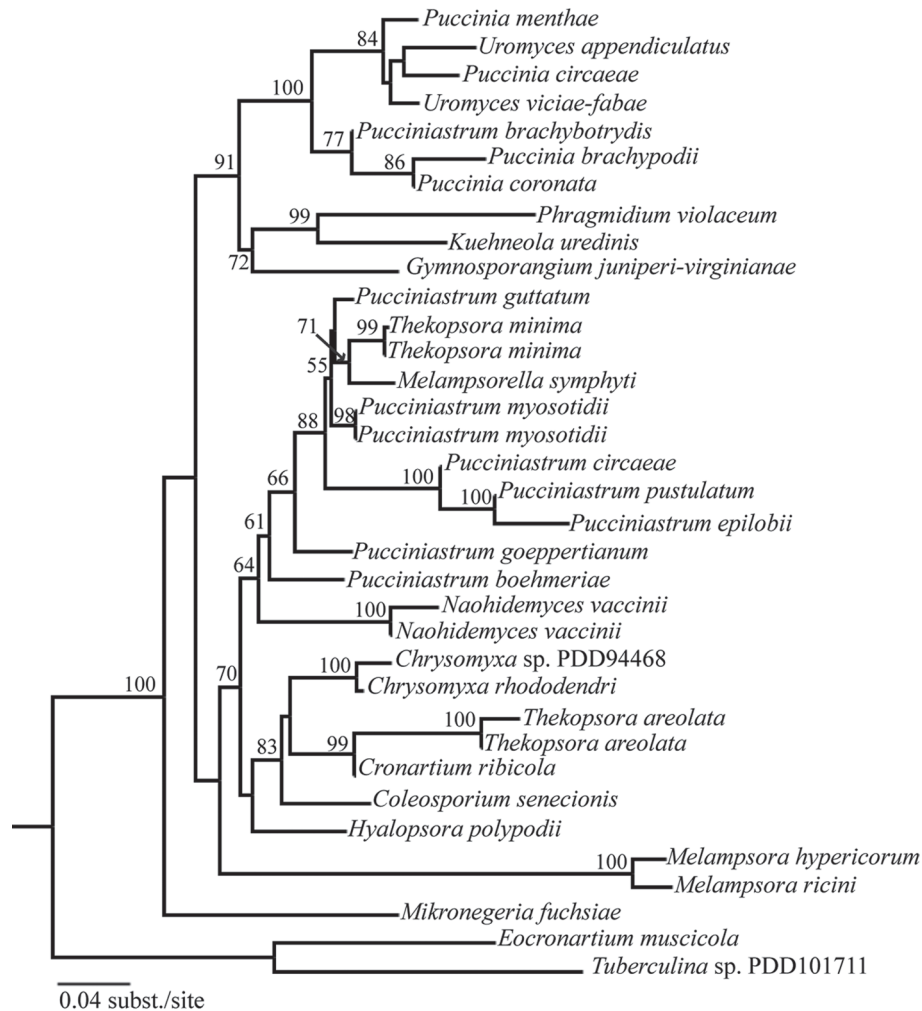 Puccinia menthae
84
Uromyces appendiculatus
Puccinia circaeae
100
Uromyces viciae-fabae
Pucciniastrum brachybotrydis
77
Puccinia brachypodii
86
91
Puccinia coronata
99
Phragmidium violaceum
Kuehneola uredinis
72
Gymnosporangium juniperi-virginianae
Pucciniastrum guttatum
71
99
Thekopsora minima
Thekopsora minima
55
Melampsorella symphyti
98
Pucciniastrum myosotidii
88
Pucciniastrum myosotidii
Pucciniastrum circaeae
100
66
100
Pucciniastrum pustulatum
61
Pucciniastrum epilobii
Pucciniastrum goeppertianum
64
Pucciniastrum boehmeriae
100
Naohidemyces vaccinii
Naohidemyces vaccinii
100
Chrysomyxa sp. PDD94468
70
100
Chrysomyxa rhododendri
100
Thekopsora areolata
83
99
Thekopsora areolata
Cronartium ribicola
Coleosporium senecionis
Hyalopsora polypodii
100
Melampsora hypericorum
Melampsora ricini
Mikronegeria fuchsiae
Eocronartium muscicola
Tuberculina sp. PDD101711
0.04 subst./site